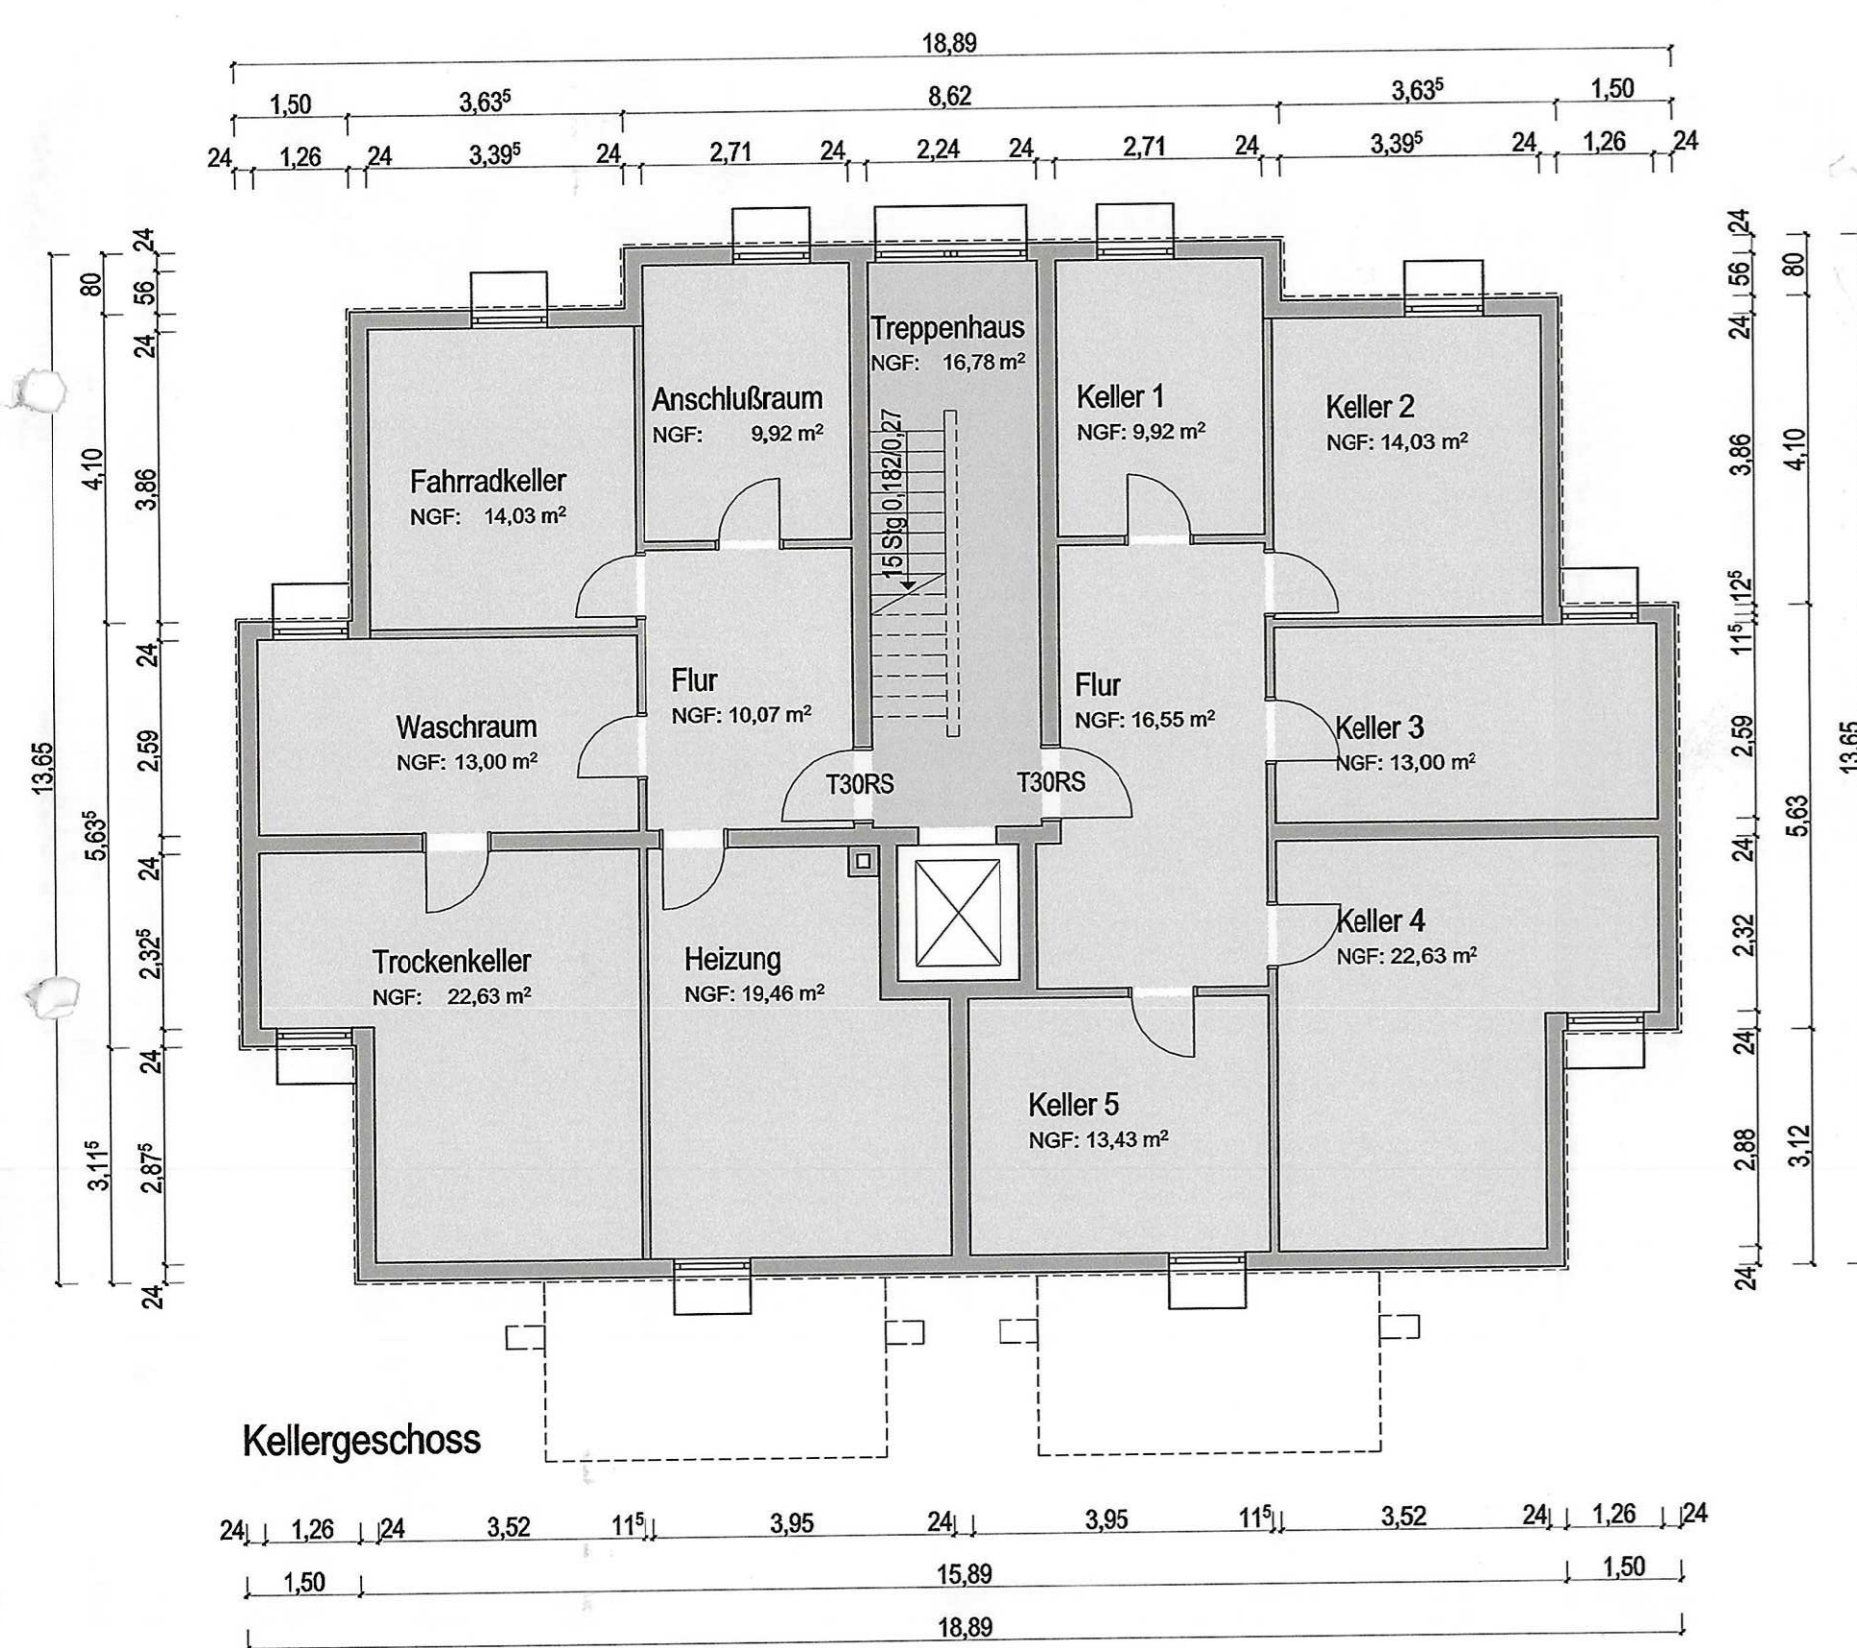 18,89
1,50 3,63⁵ 8,62 3,63⁵ 1,50
24 1,26 24 3,39⁵ 24 2,71 24 2,24 24 2,71 24 3,39⁵ 24 1,26 24
24
56
24
3,86
24
2,59
24
2,32⁵
24
2,87⁵
24
80
4,10
5,63⁵
3,11⁵
13,65
Treppenhaus
NGF: 16,78 m²
15 Stg 0,182/0,27
Anschlußraum
NGF: 9,92 m²
Keller 1
NGF: 9,92 m²
Keller 2
NGF: 14,03 m²
Fahrradkeller
NGF: 14,03 m²
Flur
NGF: 10,07 m²
Flur
NGF: 16,55 m²
Waschraum
NGF: 13,00 m²
Keller 3
NGF: 13,00 m²
T30RS
T30RS
Trockenkeller
NGF: 22,63 m²
Heizung
NGF: 19,46 m²
Keller 4
NGF: 22,63 m²
Keller 5
NGF: 13,43 m²
24
56
24
3,86
12⁵
11⁵
2,59
24
2,32
24
2,88
24
80
4,10
5,63
3,12
13,65
Kellergeschoss
24 1,26 24 3,52 11⁵ 3,95 24 3,95 11⁵ 3,52 24 1,26 24
1,50 15,89 1,50
18,89